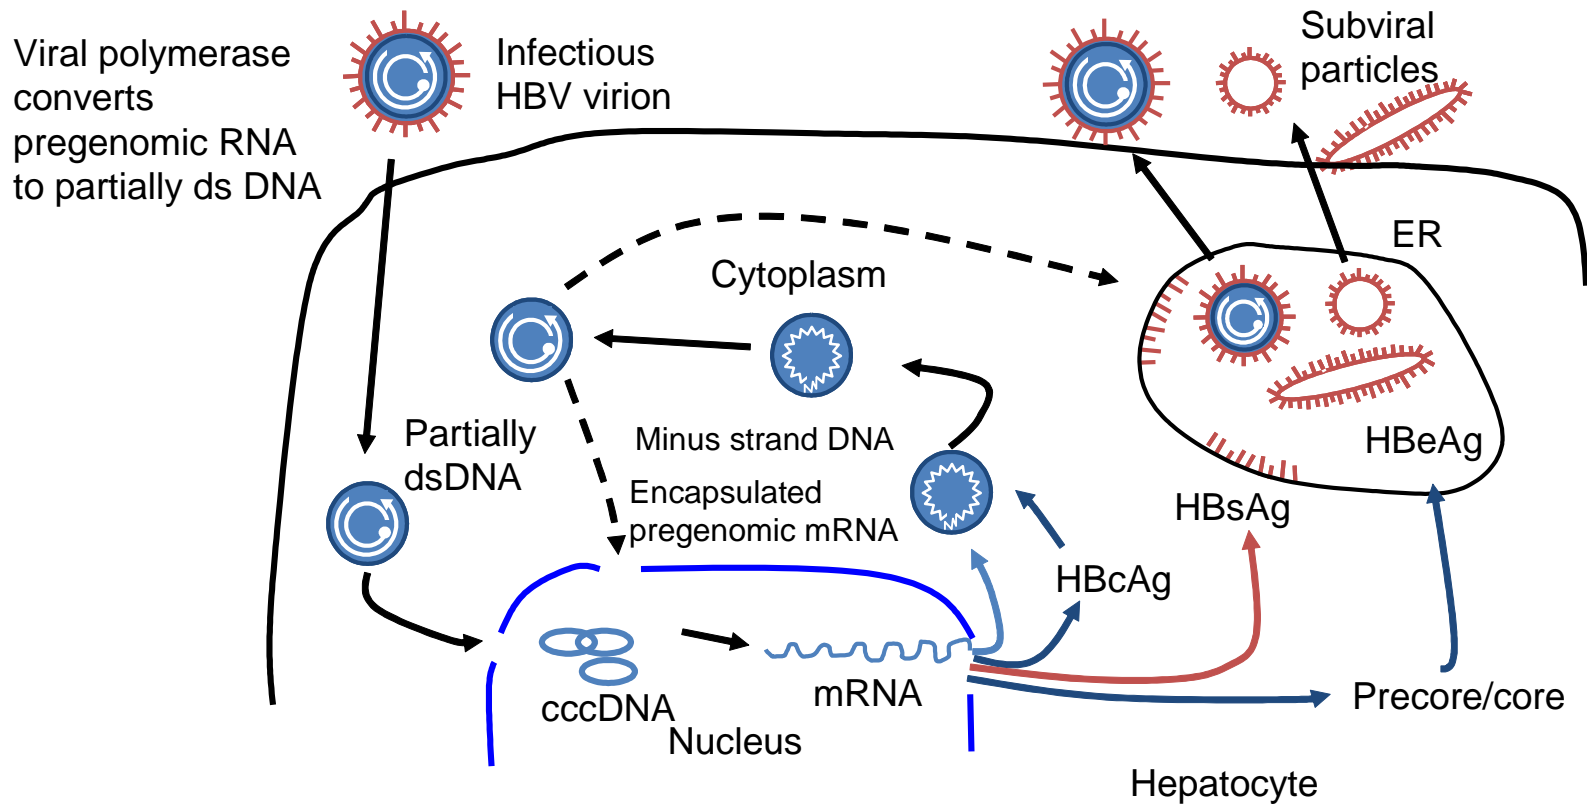 Viral polymerase
converts
pregenomic RNA
to partially ds DNA
Infectious
HBV virion
Subviral
particles
ER
Cytoplasm
Partially
dsDNA
Minus strand DNA
Encapsulated
pregenomic mRNA
HBeAg
HBsAg
HBcAg
cccDNA
mRNA
Precore/core
Nucleus
Hepatocyte